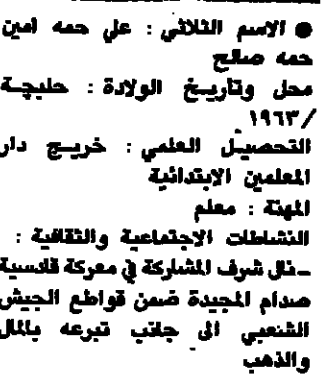 ● الاسم الثلاثي : علي حمه امين
حمه صالح
محل وتأريخ الولادة : حلبجة
/١٩٦٣
التحصيل العلمي : خريج دار
المعلمين الابتدائية
المهنة : معلم
النشاطات الاجتماعية والثقافية :
ـ نال شرف المشاركة في معركة قادسية
صدام المجيدة ضمن قواطع الجيش
الشعبي الى جانب تبرعه بالمال
والذهب